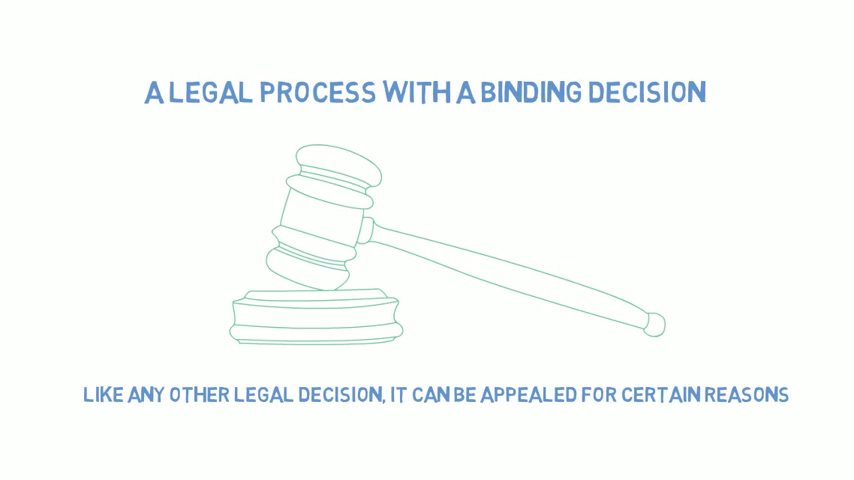 A LEGAL PROCESS WITH A BINDING DECISION
LIKE ANY OTHER LEGAL DECISION, IT CAN BE APPEALED FOR CERTAIN REASONS